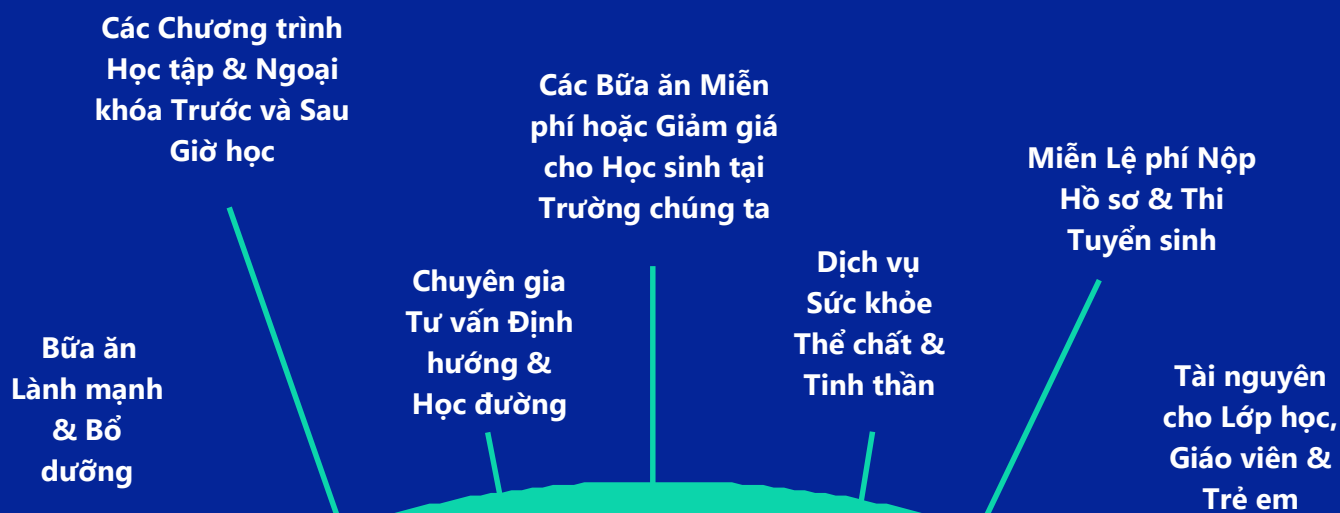 Các Chương trình
Học tập & Ngoại
khóa Trước và Sau
Giờ học
Các Bữa ăn Miễn
phí hoặc Giảm giá
cho Học sinh tại
Trường chúng ta
Miễn Lệ phí Nộp
Hồ sơ & Thi
Tuyển sinh
Chuyên gia
Tư vấn Định
hướng &
Học đường
Dịch vụ
Sức khỏe
Thể chất &
Tinh thần
Bữa ăn
Lành mạnh
& Bổ
dưỡng
Tài nguyên
cho Lớp học,
Giáo viên &
Trẻ em